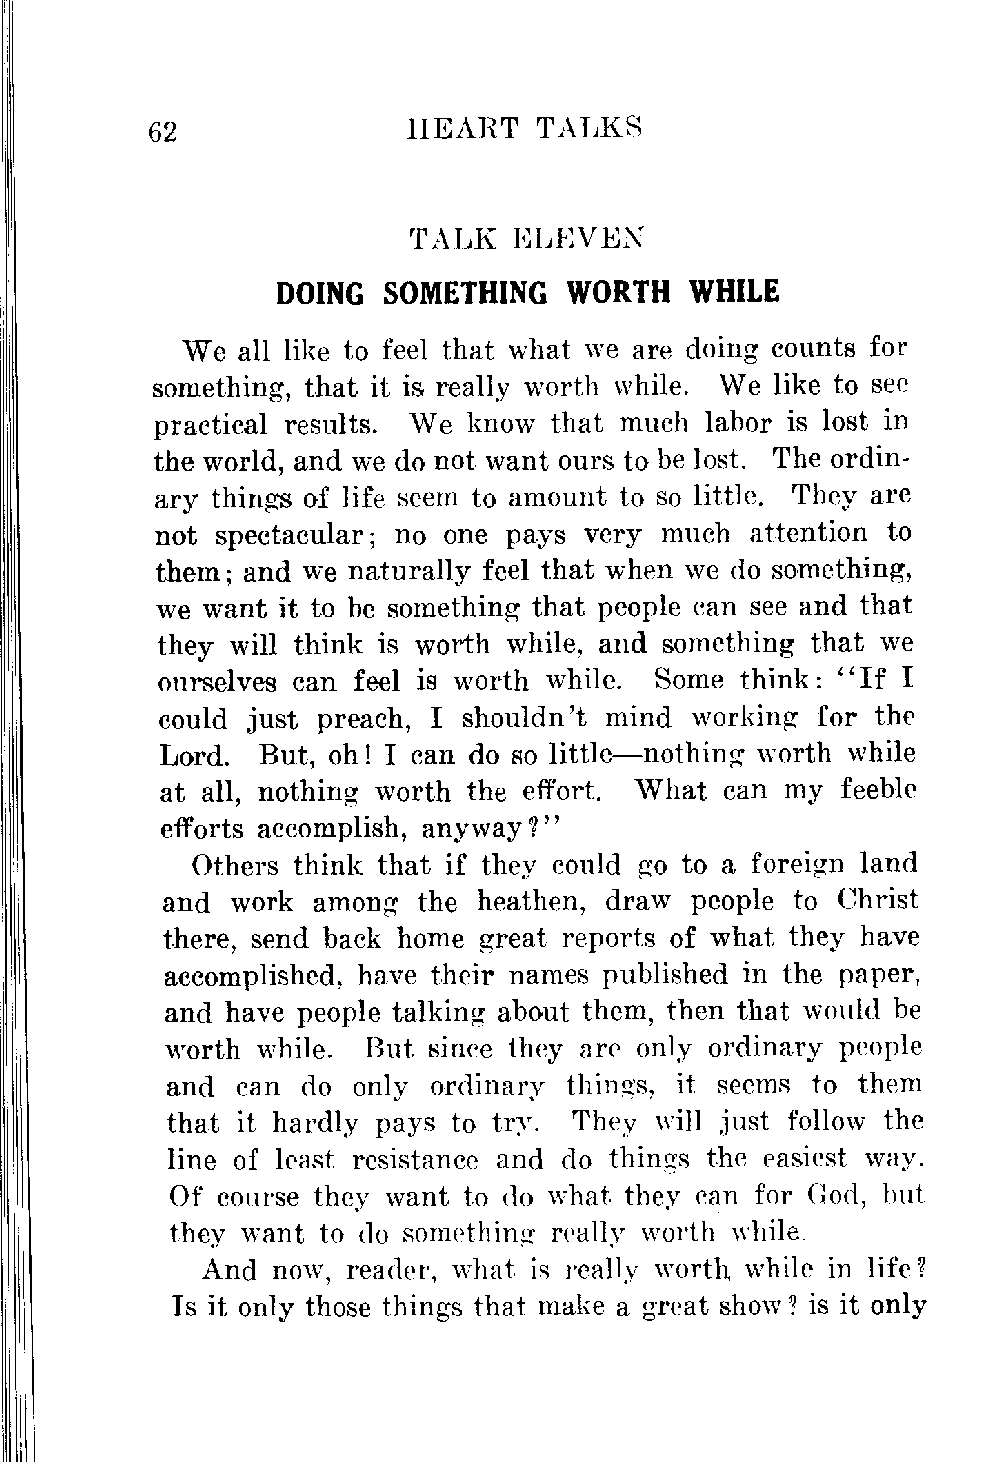 62 HEART TALKS
TALK ELEVEN
DOING SOMETHING WORTH WHILE
We all like to feel that what we are doing counts for
something, that it is really worth while. We like to see
practical results. We know that much labor is lost in
the world, and we do not want ours to be lost. The ordin-
ary things of life seem to amount to so little. They are
not spectacular; no one pays very much attention to
them; and we naturally feel that when we do something,
we want it to be something that people can see and that
they will think is worth while, and something that we
ourselves can feel is worth while. Some think: "If I
could just preach, I shouldn't mind working for the
Lord. But, oh! I can do so little—nothing worth while
at all, nothing worth the effort. What can my feeble
efforts accomplish, anyway?"
Others think that if they could go to a foreign land
and work among the heathen, draw people to Christ
there, send back home great reports of what they have
accomplished, have their names published in the paper,
and have people talking about them, then that would be
worth while. But since they are only ordinary people
and can do only ordinary things, it seems to them
that it hardly pays to try. They will just follow the
line of least resistance and do things the easiest way.
Of course they want to do what they can for God, but
they want to do something really worth while.
And now, reader, what is really worth while in life?
Is it only those things that make a great show? is it only